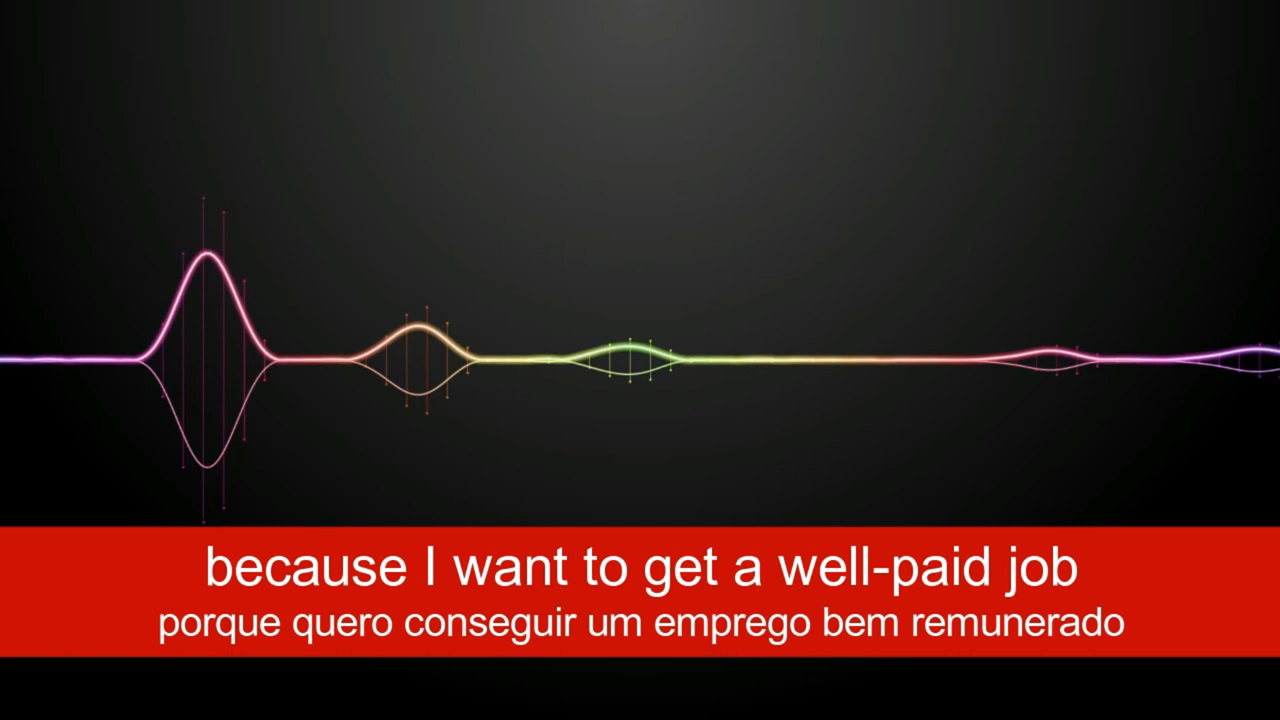 because I want to get a well-paid job
porque quero conseguir um emprego bem remunerado